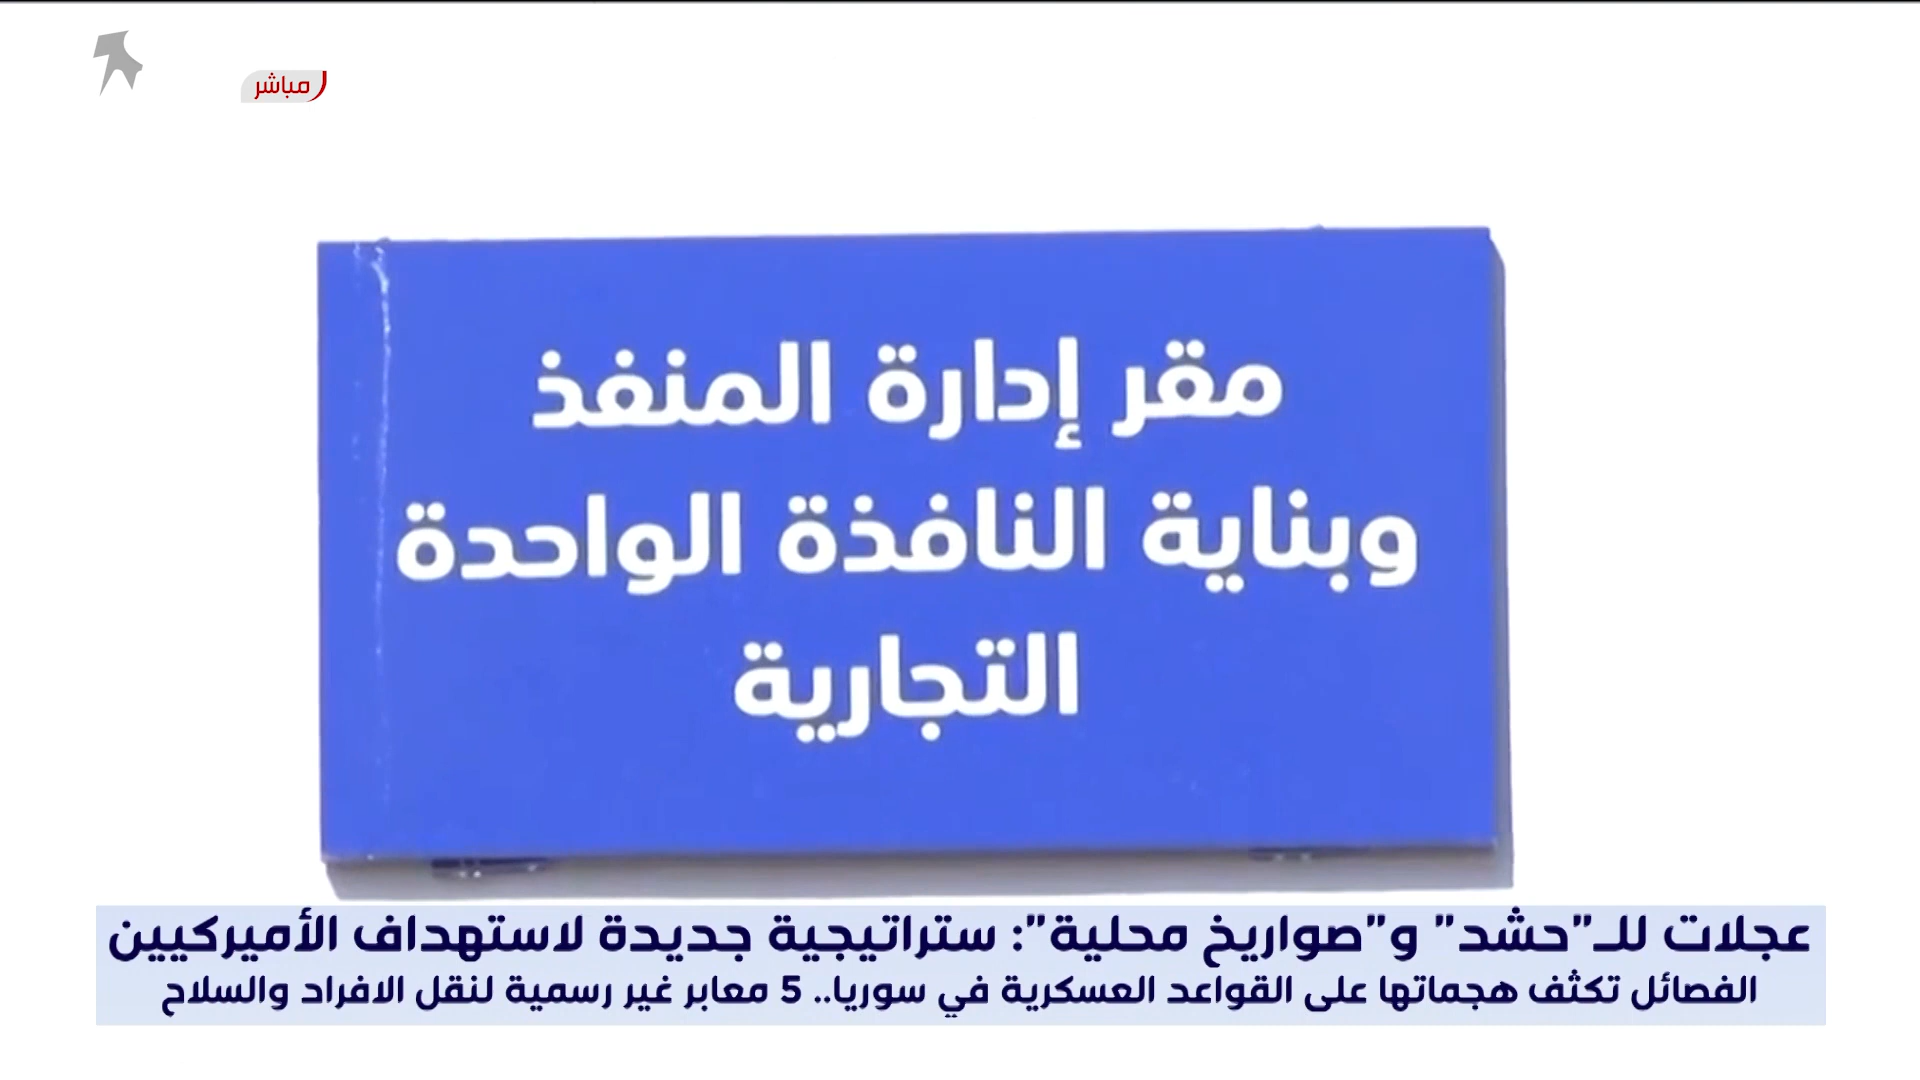 مباشر
مقر إدارة المنفذ
وبناية النافذة الواحدة
التجارية
عجلات للـ"حشد" و"صواريخ محلية": ستراتيجية جديدة لاستهداف الأميركيين
الفصائل تكثف هجماتها على القواعد العسكرية في سوريا.. 5 معابر غير رسمية لنقل الافراد والسلاح